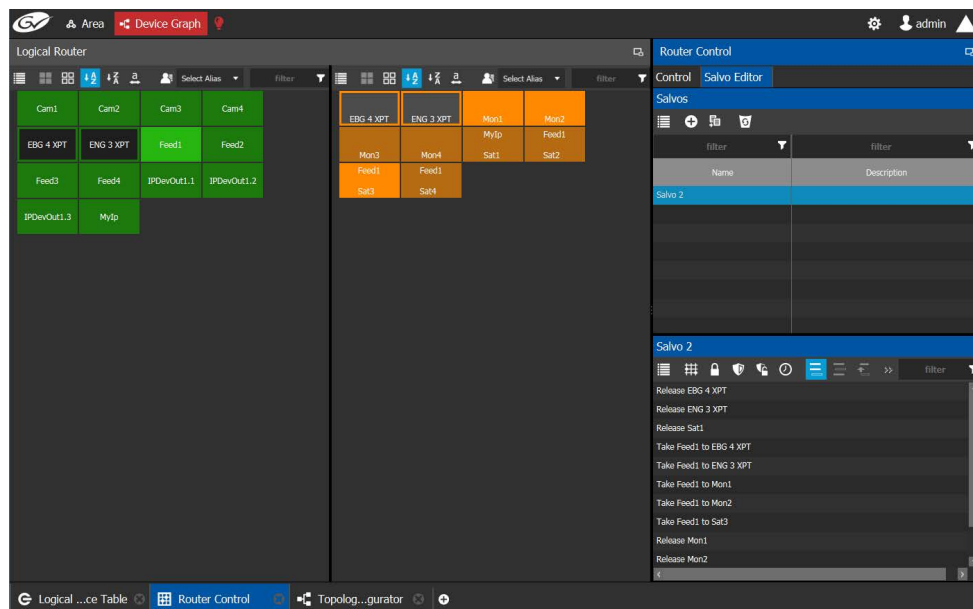 Area Device Graph admin
Logical Router
Select Alias filter
Cam1 Cam2 Cam3 Cam4
EBG 4 XPT ENG 3 XPT Feed1 Feed2
Feed3 Feed4 IPDevOut1.1 IPDevOut1.2
IPDevOut1.3 MyIp
Select Alias filter
EBG 4 XPT ENG 3 XPT Mon1 Mon2
MyIp Feed1
Mon3 Mon4 Sat1 Sat2
Feed1 Feed1
Sat3 Sat4
Router Control
Control Salvo Editor
Salvos
filter filter
Name Description
Salvo 2
Salvo 2
filter
Release EBG 4 XPT
Release ENG 3 XPT
Release Sat1
Take Feed1 to EBG 4 XPT
Take Feed1 to ENG 3 XPT
Take Feed1 to Mon1
Take Feed1 to Mon2
Take Feed1 to Sat3
Release Mon1
Release Mon2
Logical ...ce Table Router Control Topolog...gurator